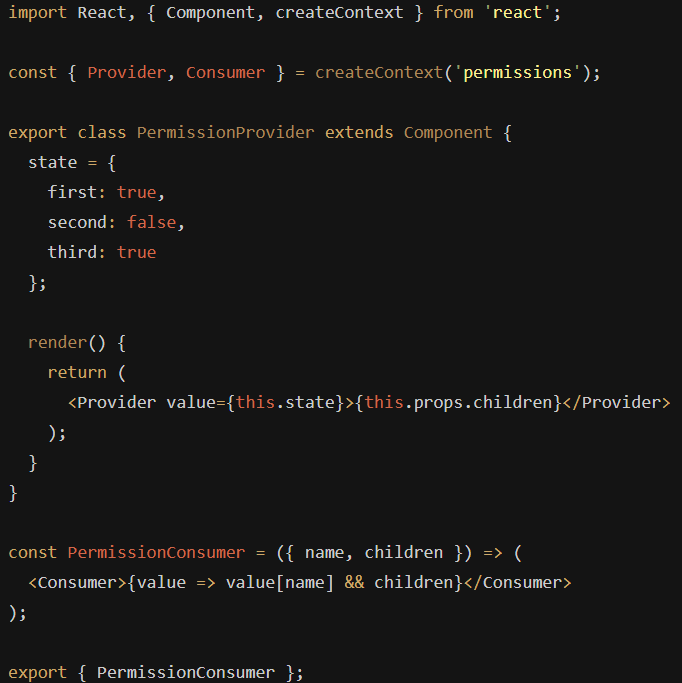 import React, { Component, createContext } from 'react';
const { Provider, Consumer } = createContext('permissions');
export class PermissionProvider extends Component {
state = {
first: true,
second: false,
third: true
};
render() {
return (
<Provider value={this.state}>{this.props.children}</Provider>
);
}
}
const PermissionConsumer = ({ name, children }) => (
<Consumer>{value => value[name] && children}</Consumer>
);
export { PermissionConsumer };